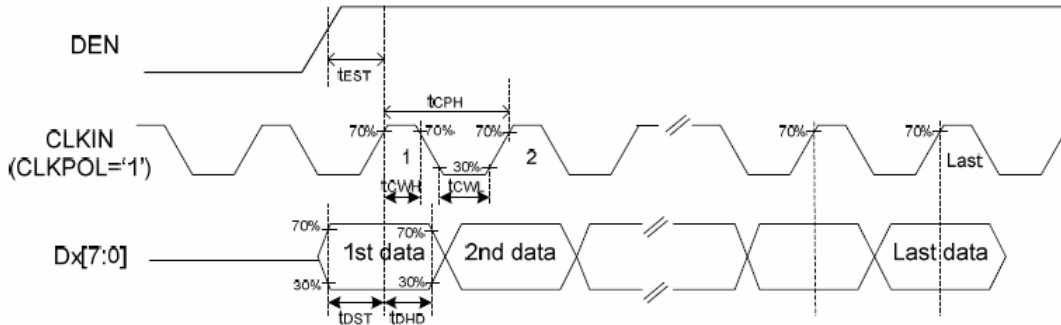 DEN
tEST
tCPH
CLKIN
(CLKPOL='1')
70% 70% 70% 70% 70%
1 2 Last
30%
tCWH tCWL
70% 70%
Dx[7:0]
1st data 2nd data Last data
30% 30%
tDST tDHD